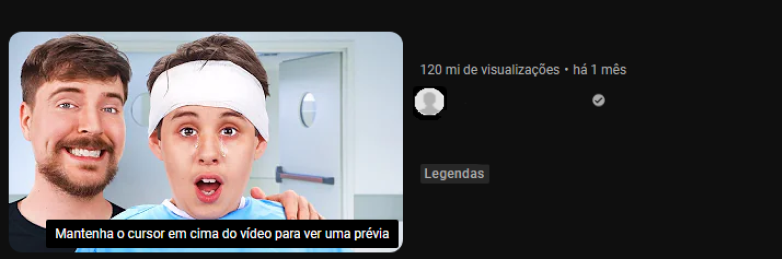 120 mi de visualizações • há 1 mês
Legendas
Mantenha o cursor em cima do vídeo para ver uma prévia